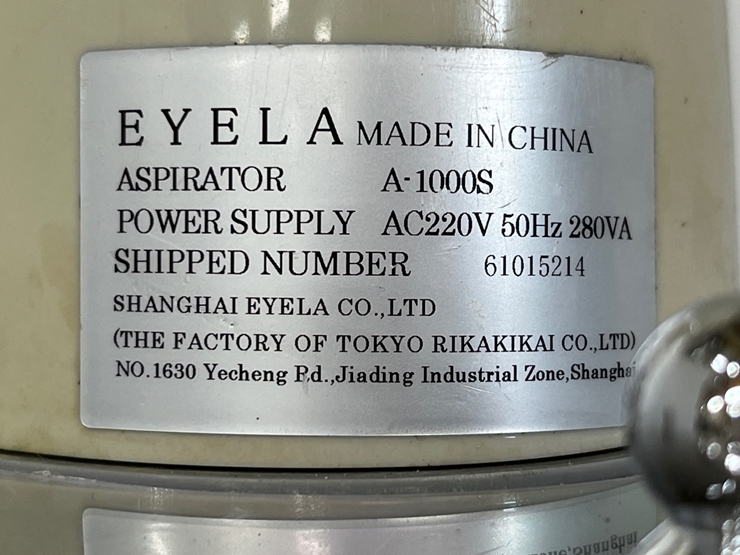 EYELA MADE IN CHINA
ASPIRATOR A-1000S
POWER SUPPLY AC220V 50Hz 280VA
SHIPPED NUMBER 61015214
SHANGHAI EYELA CO.,LTD
(THE FACTORY OF TOKYO RIKAKIKAI CO.,LTD)
NO.1630 Yecheng Rd.,Jiading Industrial Zone,Shanghai